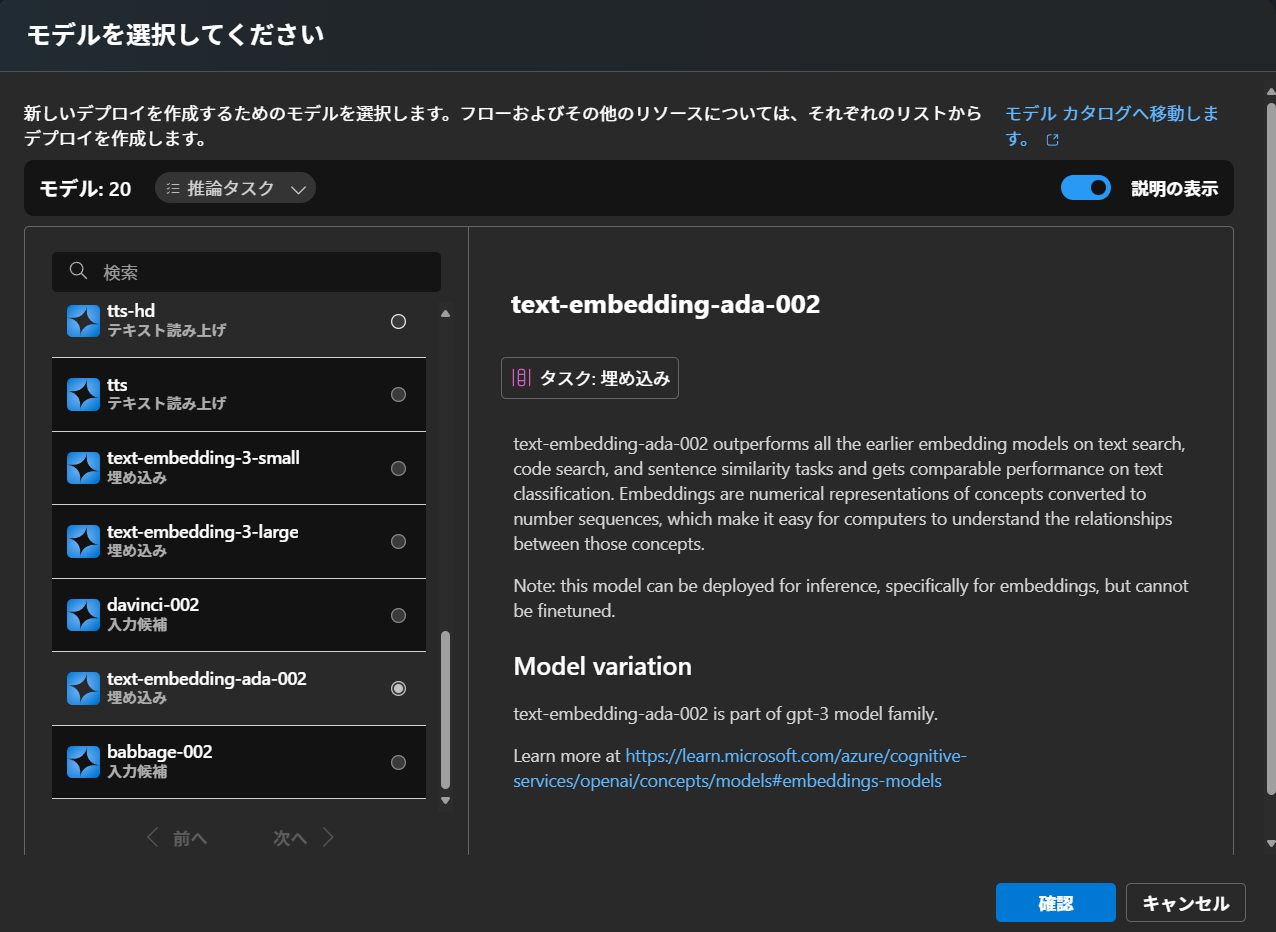 モデルを選択してください
新しいデプロイを作成するためのモデルを選択します。フローおよびその他のリソースについては、それぞれのリストから
デプロイを作成します。
モデル カタログへ移動しま
す。
モデル: 20
推論タスク
説明の表示
検索
tts-hd
テキスト読み上げ
tts
テキスト読み上げ
text-embedding-3-small
埋め込み
text-embedding-3-large
埋め込み
davinci-002
入力候補
text-embedding-ada-002
埋め込み
babbage-002
入力候補
前へ
次へ
text-embedding-ada-002
タスク: 埋め込み
text-embedding-ada-002 outperforms all the earlier embedding models on text search,
code search, and sentence similarity tasks and gets comparable performance on text
classification. Embeddings are numerical representations of concepts converted to
number sequences, which make it easy for computers to understand the relationships
between those concepts.
Note: this model can be deployed for inference, specifically for embeddings, but cannot
be finetuned.
Model variation
text-embedding-ada-002 is part of gpt-3 model family.
Learn more at https://learn.microsoft.com/azure/cognitive-
services/openai/concepts/models#embeddings-models
確認
キャンセル